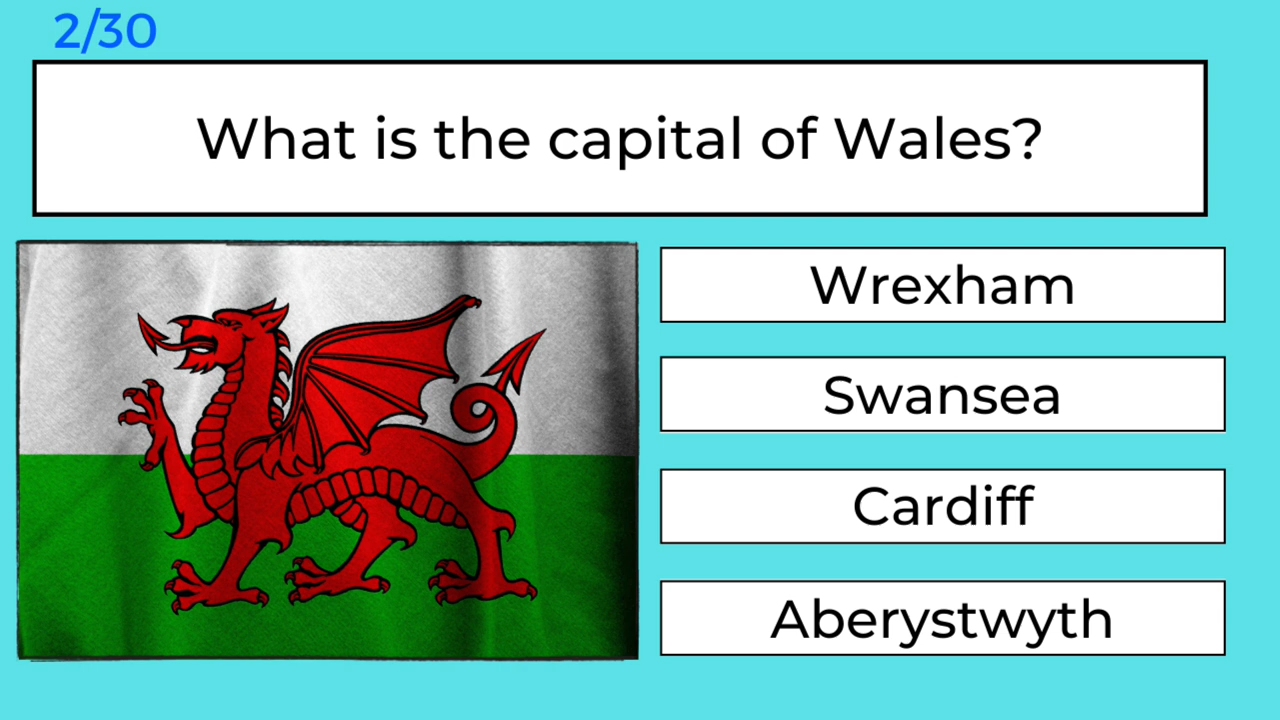 2/30
What is the capital of Wales?
Wrexham
Swansea
Cardiff
Aberystwyth